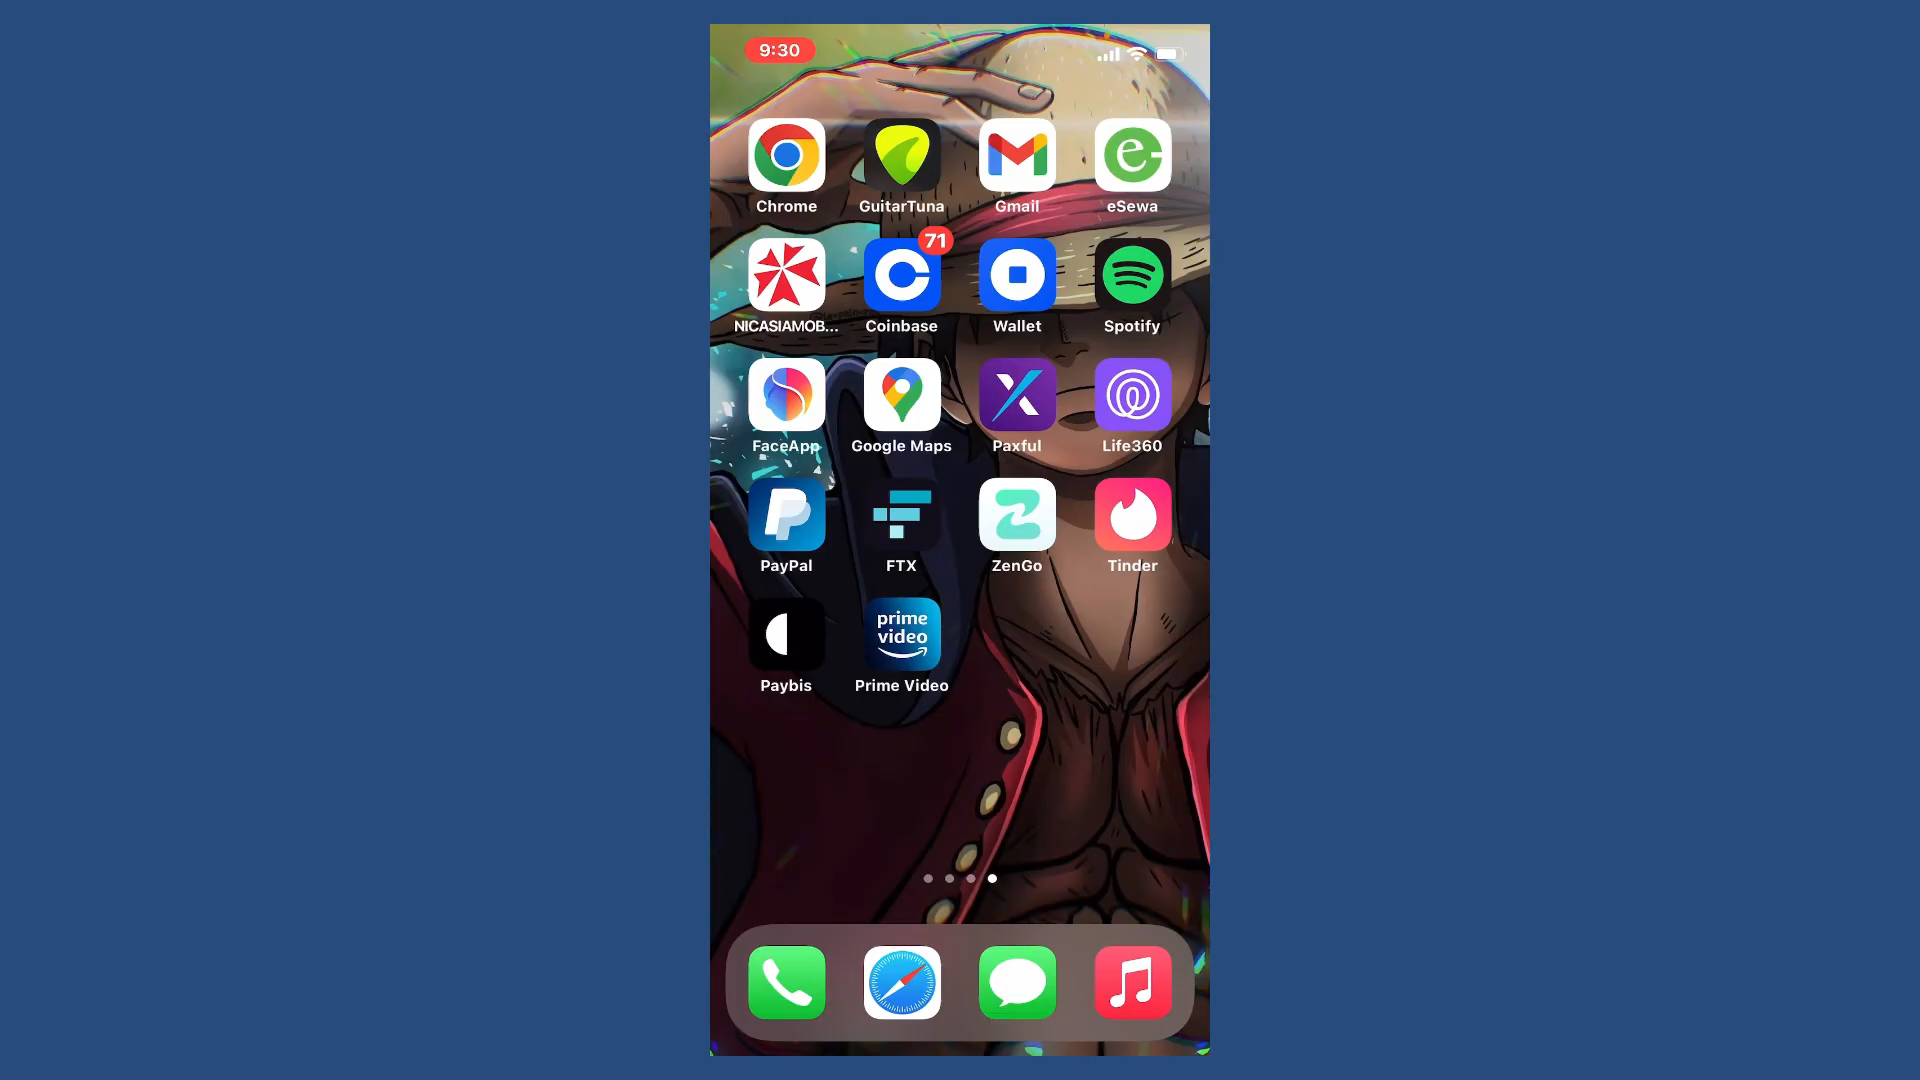 9:30
Chrome
GuitarTuna
Gmail
eSewa
71
NICASIAMOB...
Coinbase
Wallet
Spotify
FaceApp
Google Maps
Paxful
Life360
PayPal
FTX
ZenGo
Tinder
prime
video
Paybis
Prime Video